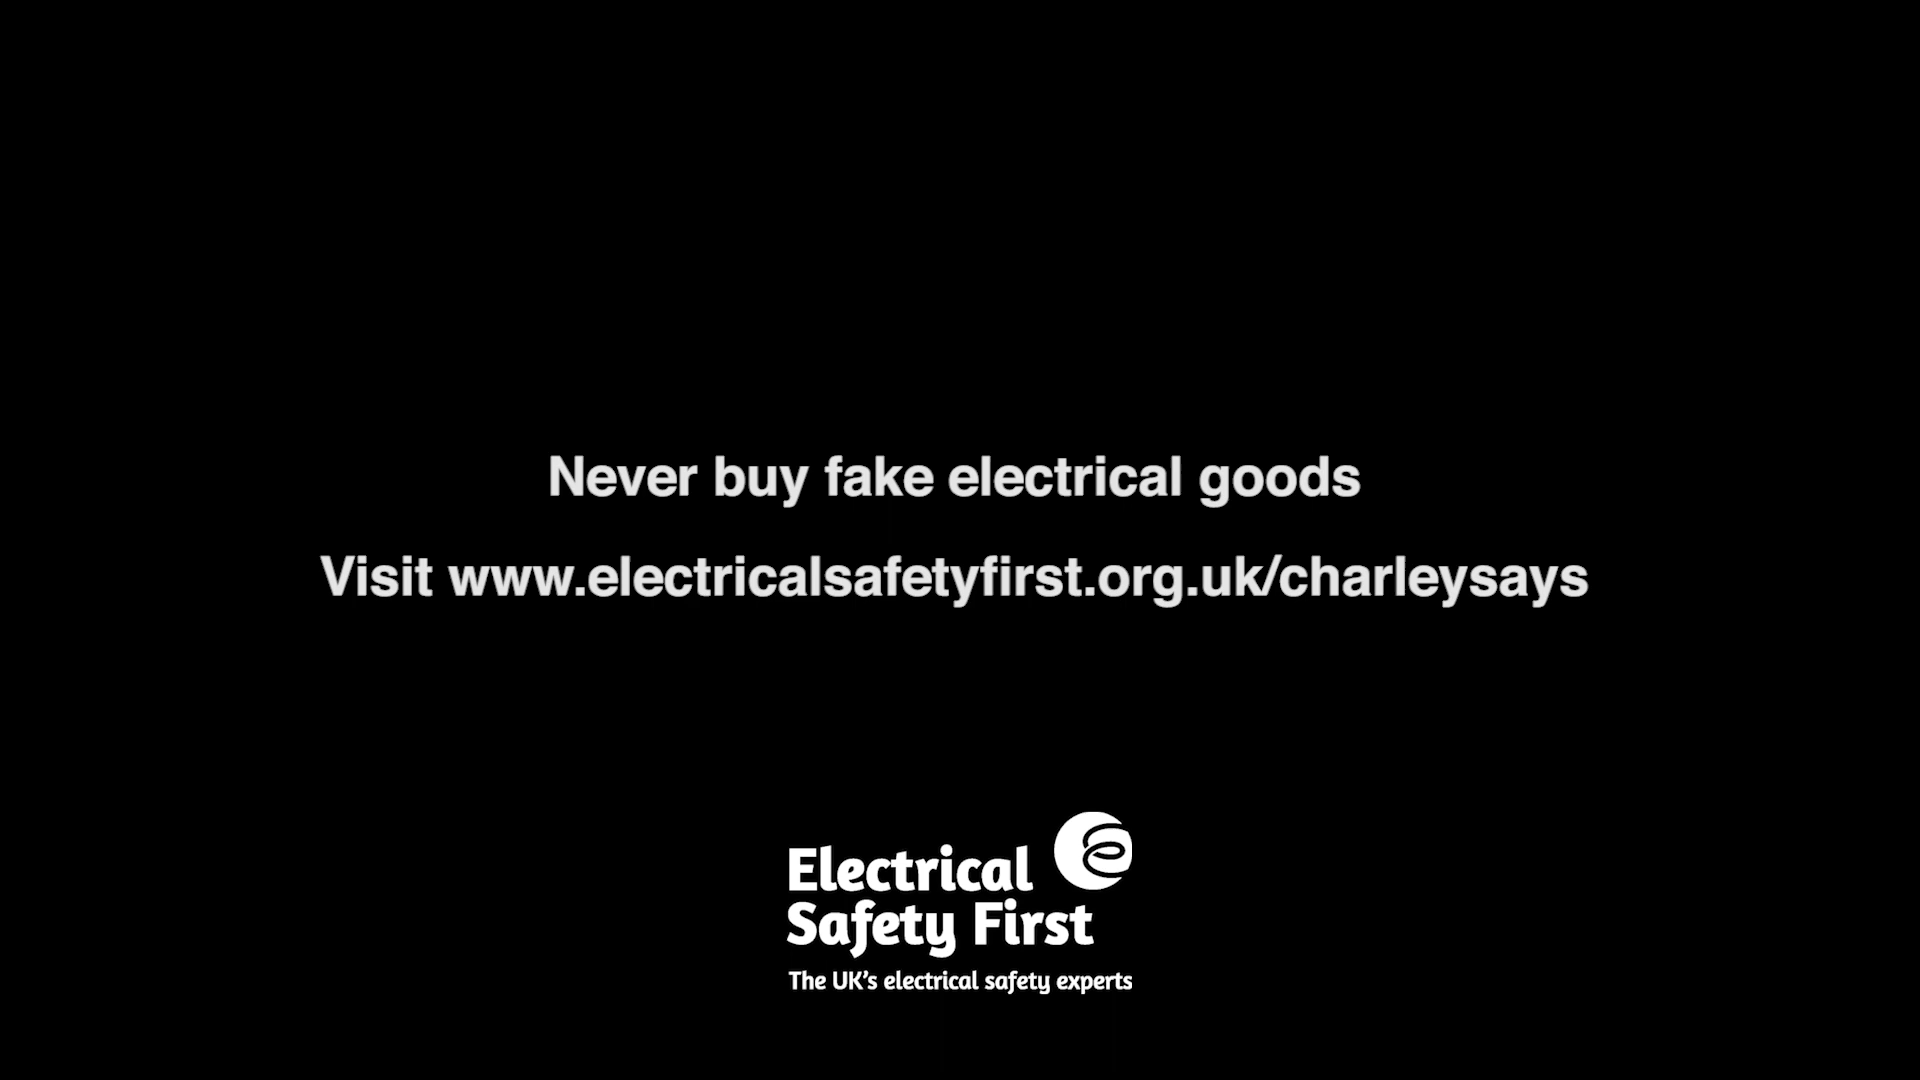 Never buy fake electrical goods
Visit www.electricalsafetyfirst.org.uk/charleysays
Electrical
Safety First
The UK’s electrical safety experts